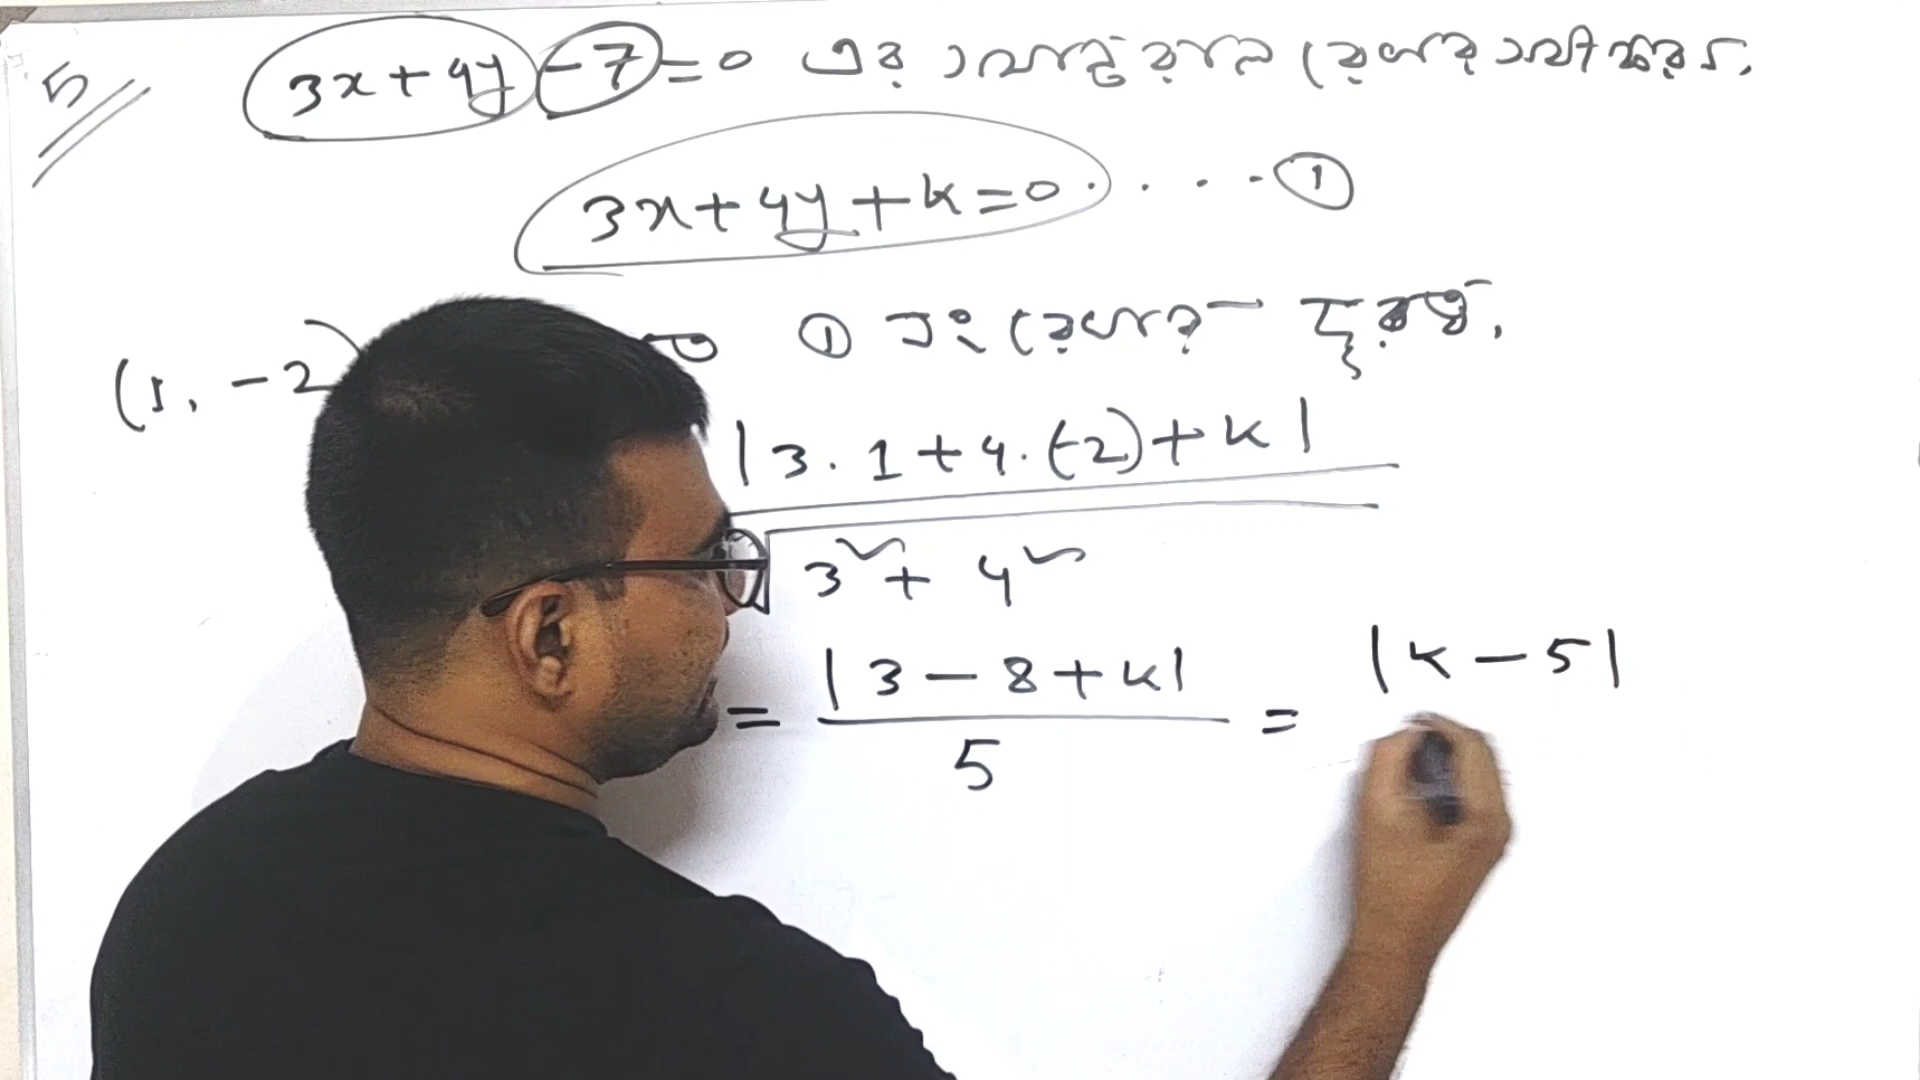 ৫ 3x+4y-7=0 এর সমান্তরাল রেখার সমীকরণ,
3x+4y+k=0 . . . . ①
(1, -2) ① নং রেখার দূরত্ব,
|3.1+4.(-2)+k|
√3²+4²
= |3-8+k| / 5 = |k-5|